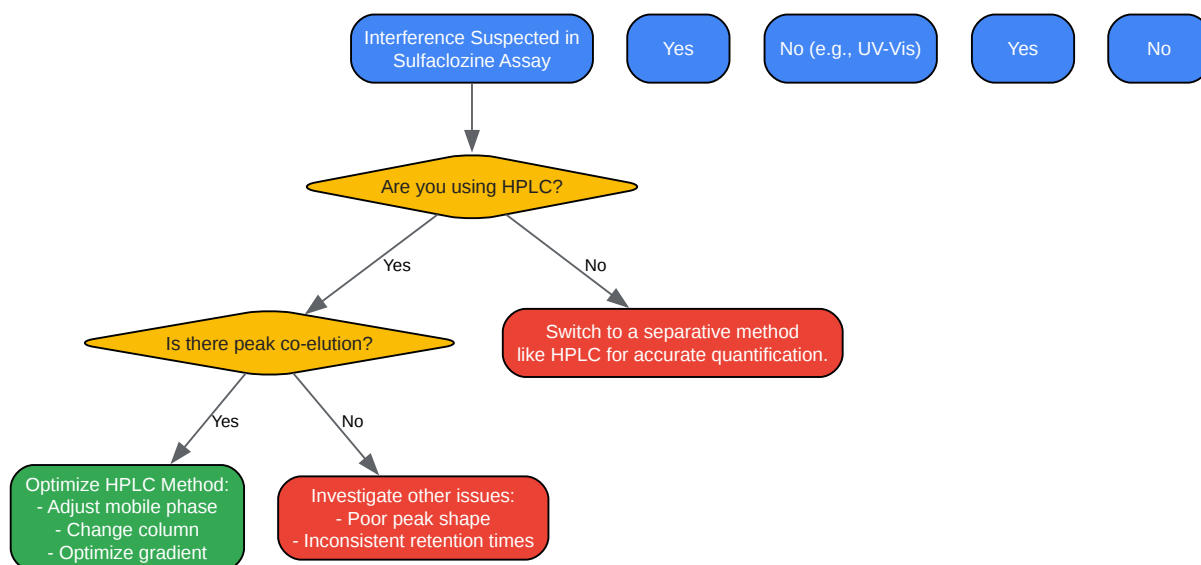 Interference Suspected in
Sulfaclozine Assay
Yes
No (e.g., UV-Vis)
Yes
No
Are you using HPLC?
Yes
No
Is there peak co-elution?
Switch to a separative method
like HPLC for accurate quantification.
Yes
No
Optimize HPLC Method:
- Adjust mobile phase
- Change column
- Optimize gradient
Investigate other issues:
- Poor peak shape
- Inconsistent retention times